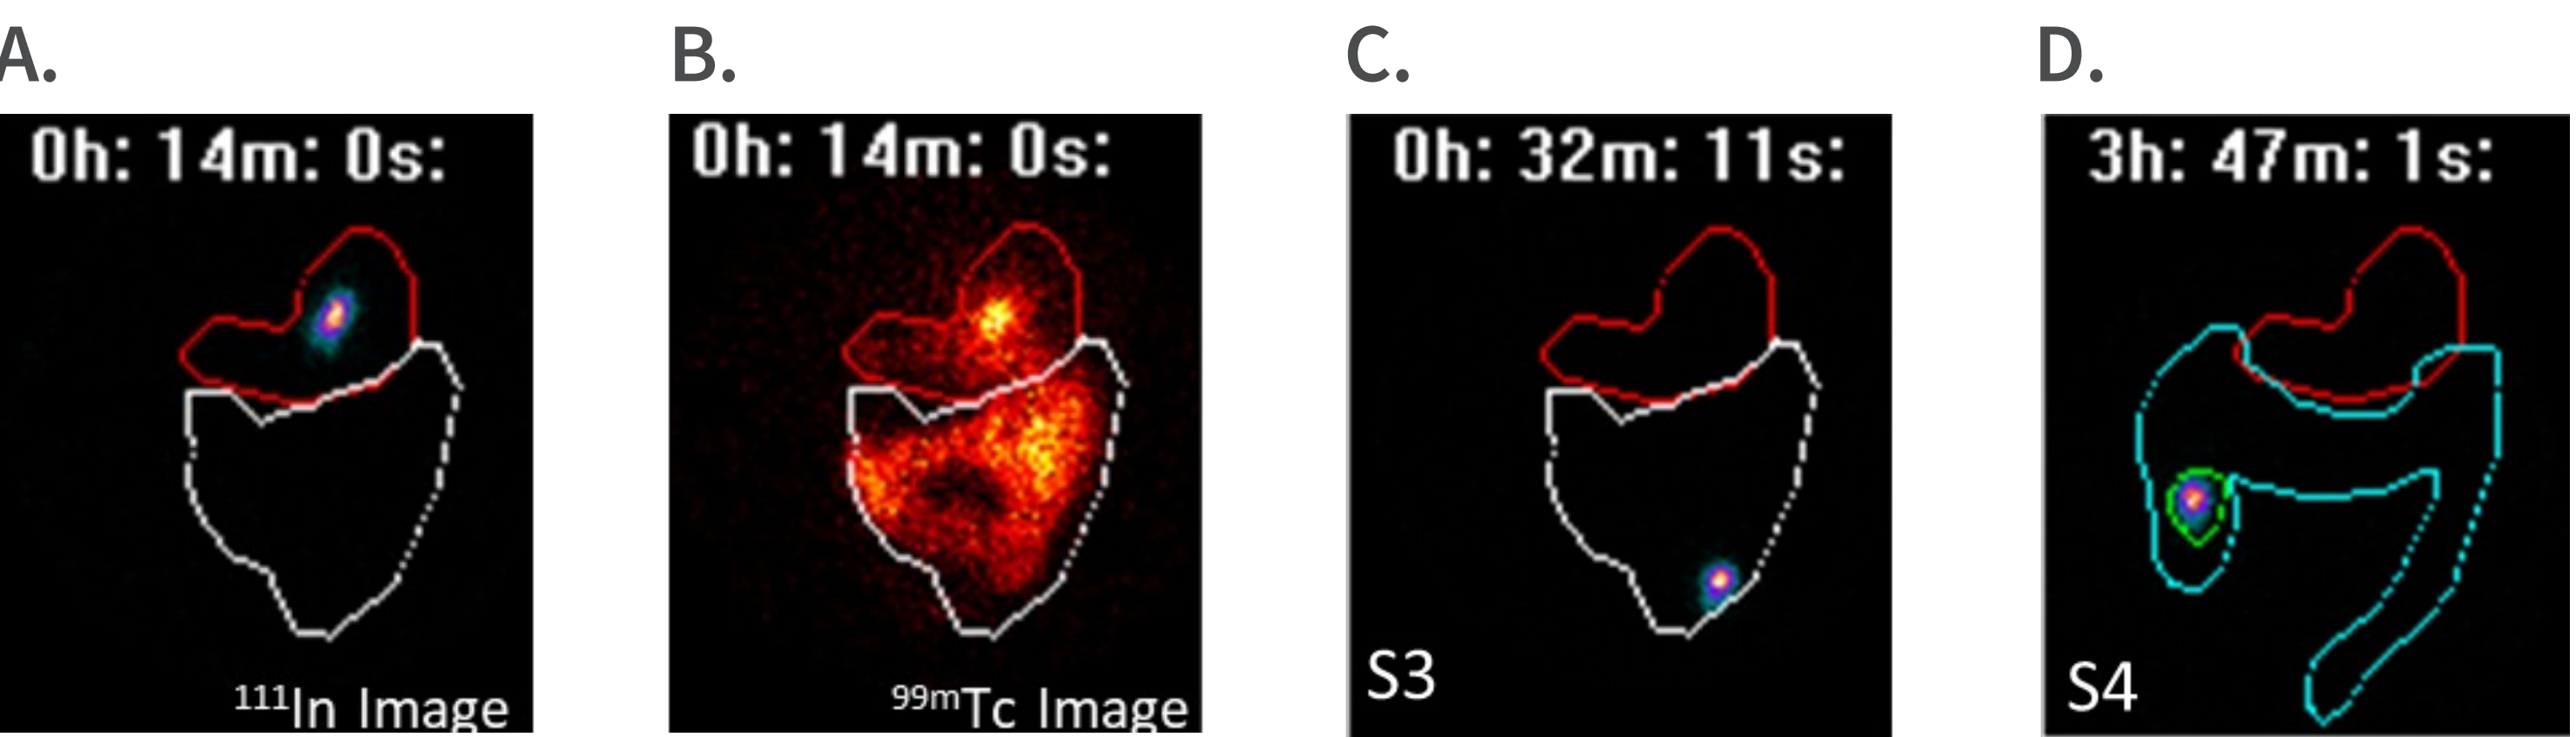 A.
B.
C.
D.
0h: 14m: 0s:
0h: 14m: 0s:
0h: 32m: 11s:
3h: 47m: 1s:
¹¹¹In Image
⁹⁹ᵐTc Image
S3
S4